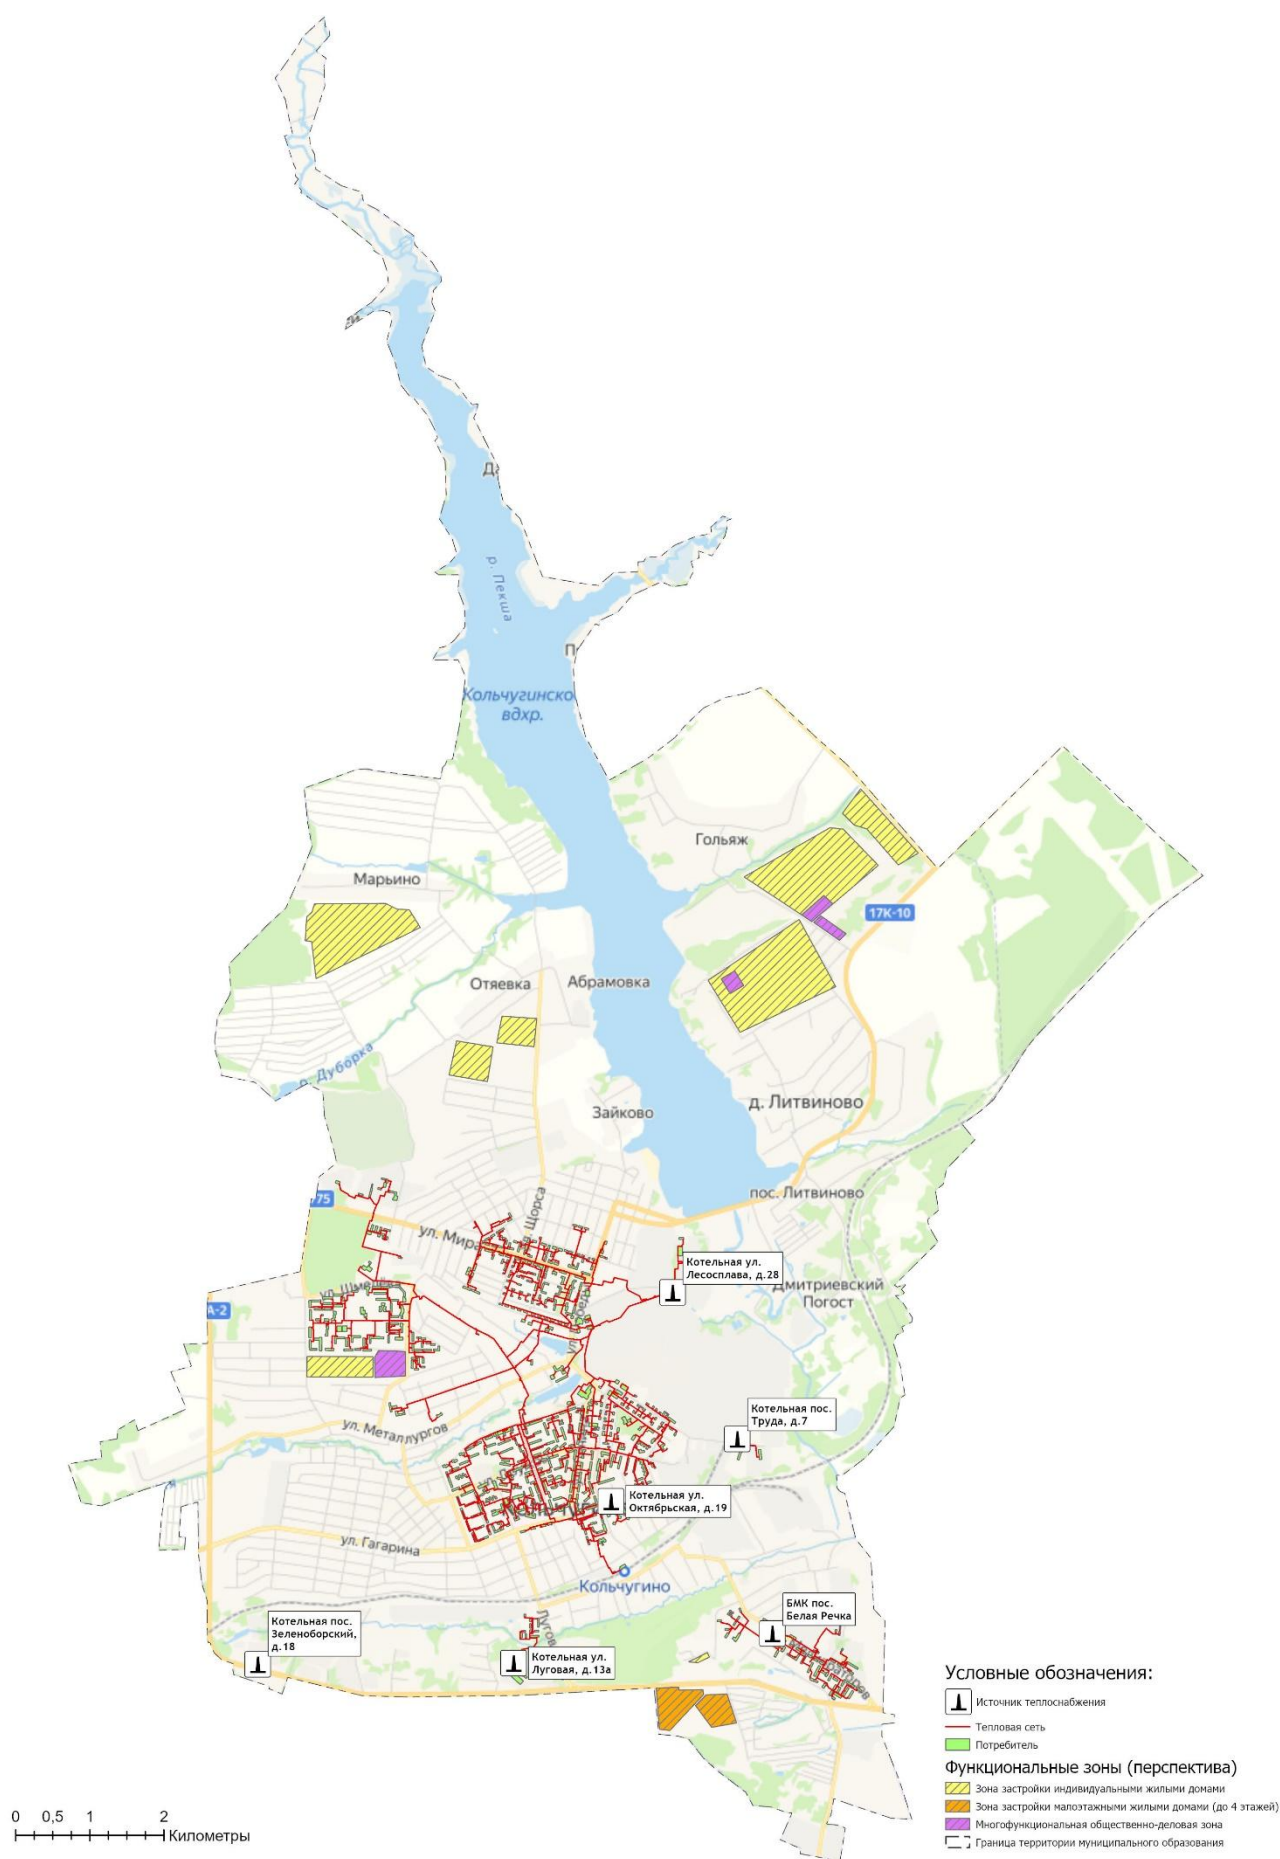 р. Пекша
Кольчугинско
вдхр.
Гольяж
Марьино
17К-10
Отяевка
Абрамовка
р. Дуборка
Зайково
д. Литвиново
пос. Литвиново
-75
ул. Мира
Щорса
Котельная ул.
Лесосплава, д.28
Дмитриевский
Погост
ул. Шмелёва
А-2
Котельная пос.
Труда, д.7
ул. Металлургов
Котельная ул.
Октябрьская, д.19
ул. Гагарина
Кольчугино
БМК пос.
Белая Речка
Котельная пос.
Зеленоборский,
д.18
Лугов
Котельная ул.
Луговая, д.13а
Условные обозначения:
Источник теплоснабжения
Тепловая сеть
Потребитель
Функциональные зоны (перспектива)
Зона застройки индивидуальными жилыми домами
Зона застройки малоэтажными жилыми домами (до 4 этажей)
Многофункциональная общественно-деловая зона
Граница территории муниципального образования
0 0,5 1 2
Километры